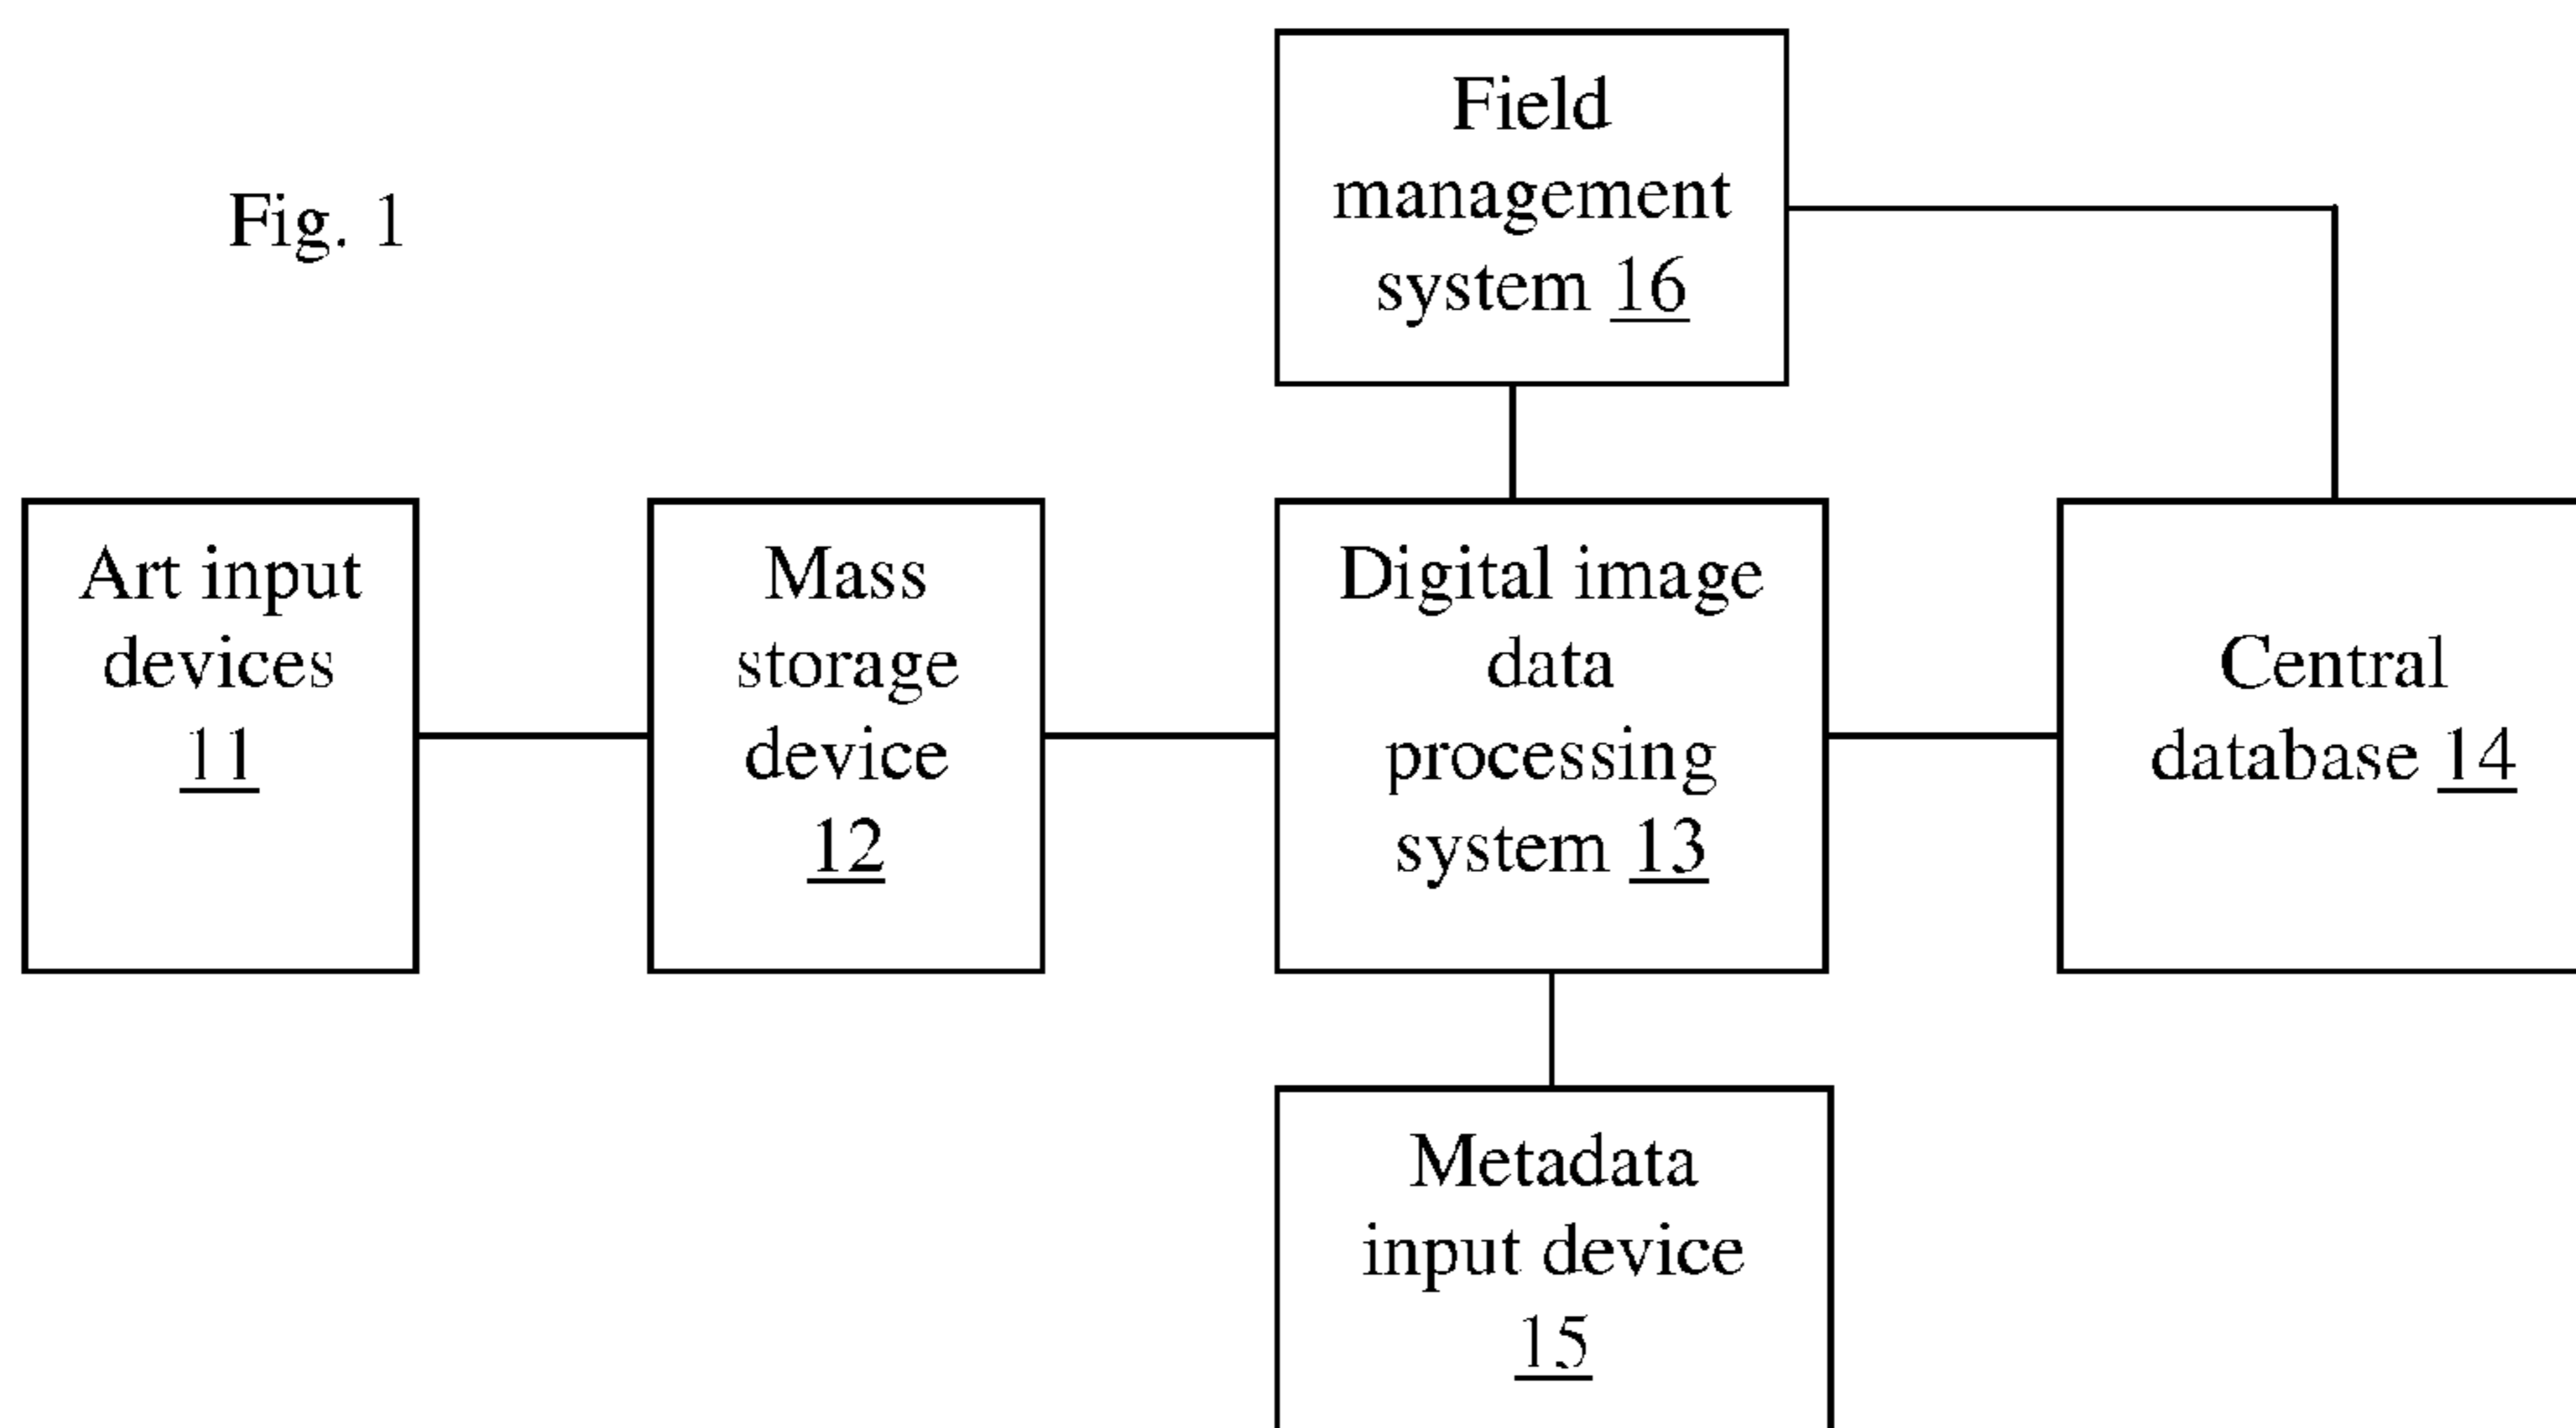 Fig. 1
Field
management
system 16
Art input
devices
11
Mass
storage
device
12
Digital image
data
processing
system 13
Central
database 14
Metadata
input device
15